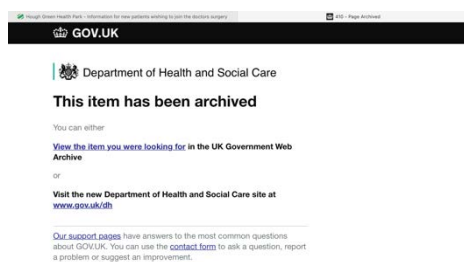 Hough Green Health Park - Information for new patients wishing to join the doctors surgery
410 - Page Archived
GOV.UK
Department of Health and Social Care
This item has been archived
You can either
View the item you were looking for in the UK Government Web
Archive
or
Visit the new Department of Health and Social Care site at
www.gov.uk/dh
Our support pages have answers to the most common questions
about GOV.UK. You can use the contact form to ask a question, report
a problem or suggest an improvement.